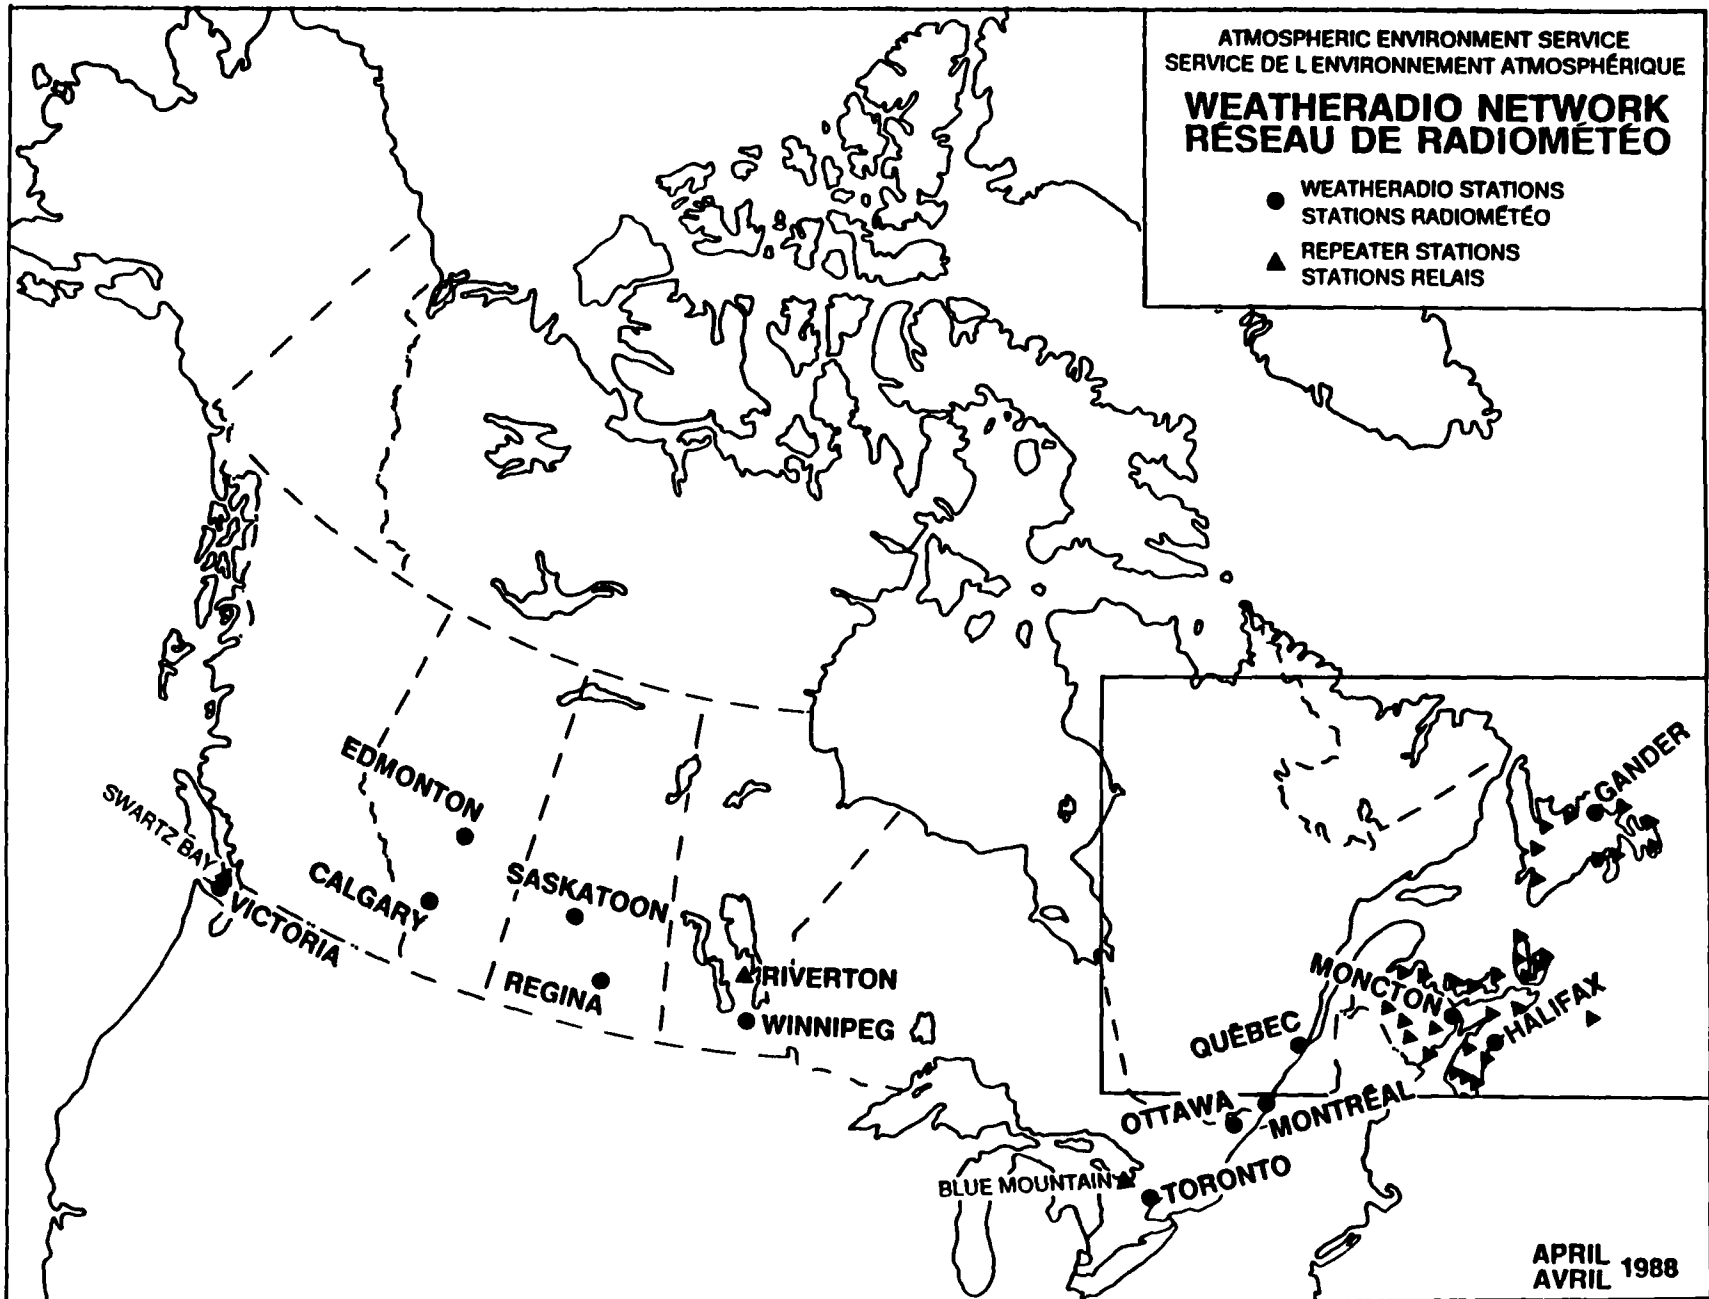 ATMOSPHERIC ENVIRONMENT SERVICE
SERVICE DE L ENVIRONNEMENT ATMOSPHÉRIQUE
WEATHERADIO NETWORK
RÉSEAU DE RADIOMÉTÉO
WEATHERADIO STATIONS
STATIONS RADIOMÉTÉO
REPEATER STATIONS
STATIONS RELAIS
GANDER
EDMONTON
SWARTZ BAY
VICTORIA
CALGARY
SASKATOON
REGINA
RIVERTON
WINNIPEG
MONCTON
HALIFAX
QUÉBEC
OTTAWA
MONTRÉAL
BLUE MOUNTAIN
TORONTO
APRIL
AVRIL 1988